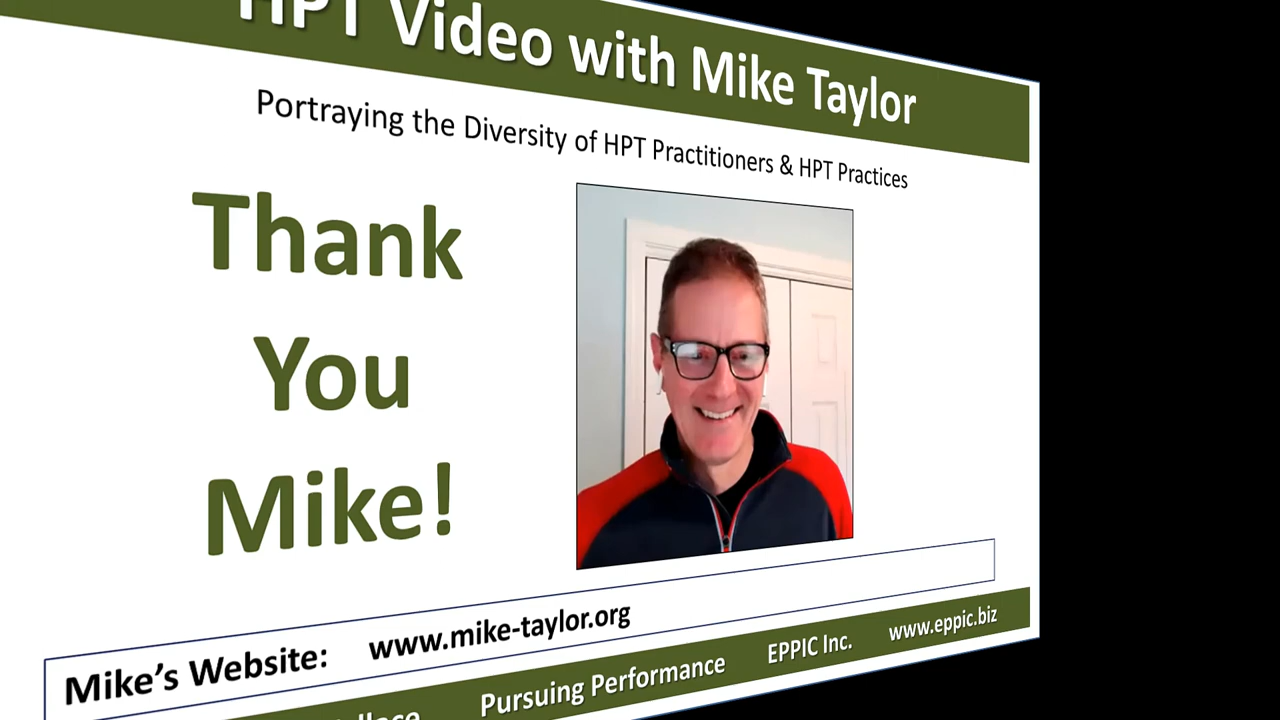 HPT Video with Mike Taylor
Portraying the Diversity of HPT Practitioners & HPT Practices
Thank
You
Mike!
Mike's Website: www.mike-taylor.org
Pursuing Performance EPPIC Inc. www.eppic.biz